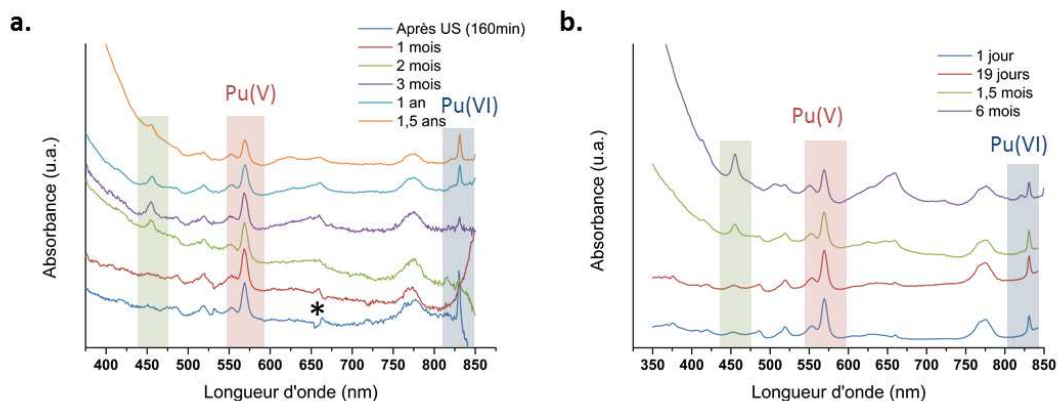 a.
Après US (160min)
1 mois
2 mois
3 mois
1 an
1,5 ans
Pu(V)
Pu(VI)
*
Absorbance (u.a.)
400 450 500 550 600 650 700 750 800 850
Longueur d'onde (nm)
b.
1 jour
19 jours
1,5 mois
6 mois
Pu(V)
Pu(VI)
Absorbance (u.a.)
350 400 450 500 550 600 650 700 750 800 850
Longueur d'onde (nm)